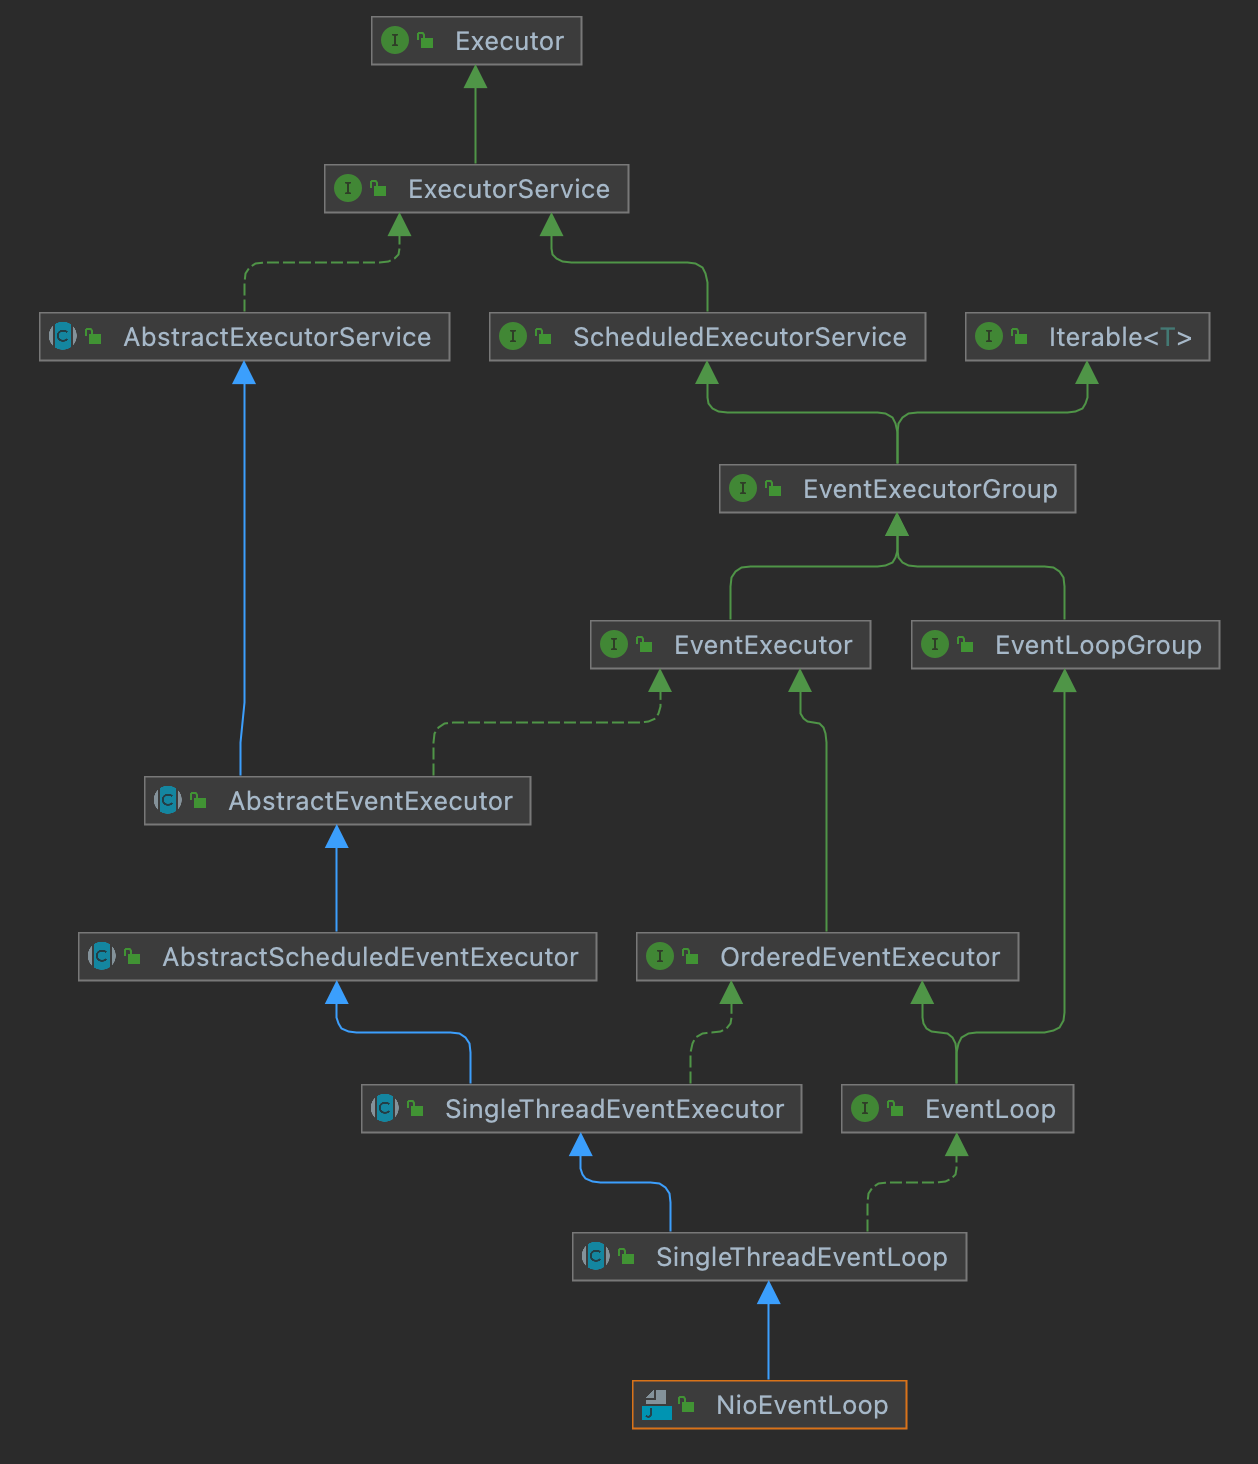 Executor
ExecutorService
AbstractExecutorService
ScheduledExecutorService
Iterable<T>
EventExecutorGroup
EventExecutor
EventLoopGroup
AbstractEventExecutor
AbstractScheduledEventExecutor
OrderedEventExecutor
SingleThreadEventExecutor
EventLoop
SingleThreadEventLoop
NioEventLoop